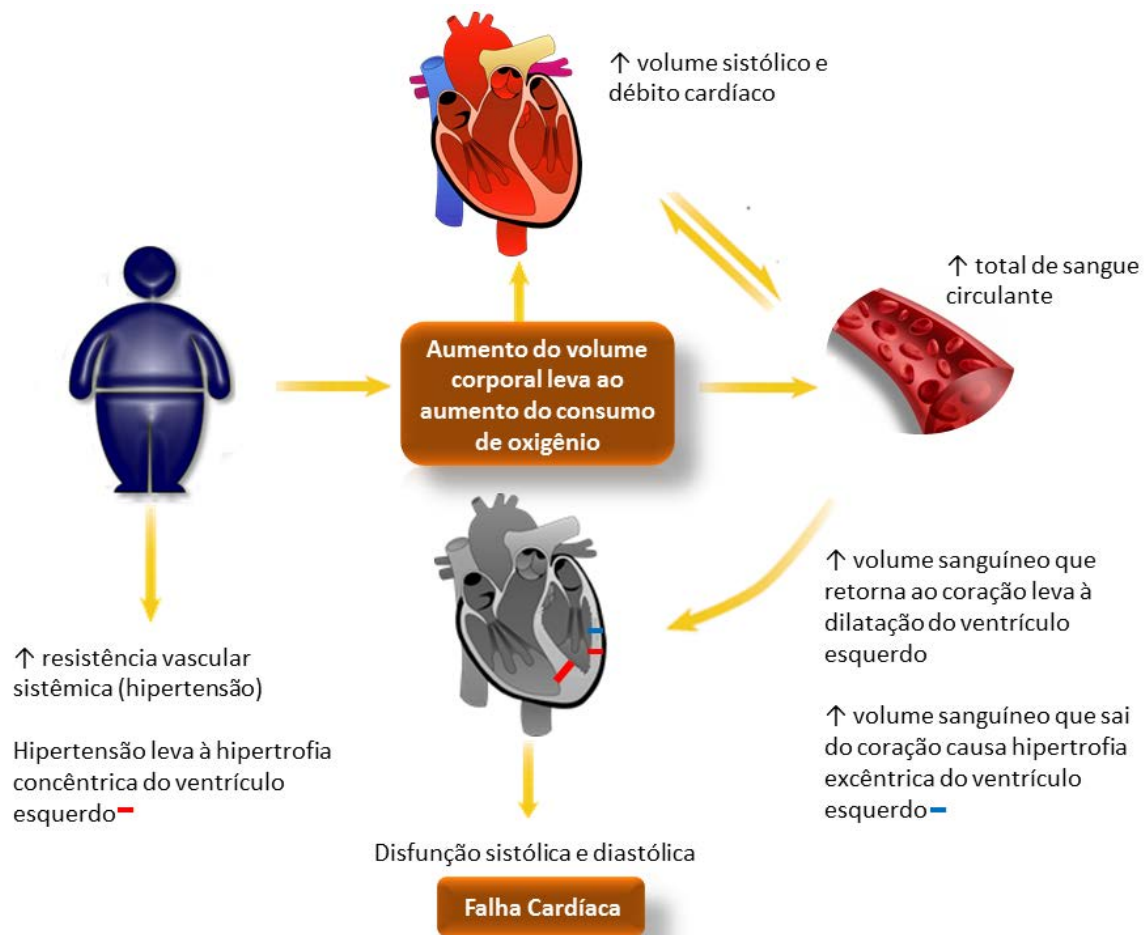 ↑ volume sistólico e
débito cardíaco
↑ total de sangue
circulante
Aumento do volume
corporal leva ao
aumento do consumo
de oxigênio
↑ resistência vascular
sistêmica (hipertensão)
Hipertensão leva à hipertrofia
concêntrica do ventrículo
esquerdo
↑ volume sanguíneo que
retorna ao coração leva à
dilatação do ventrículo
esquerdo
↑ volume sanguíneo que sai
do coração causa hipertrofia
excêntrica do ventrículo
esquerdo
Disfunção sistólica e diastólica
Falha Cardíaca